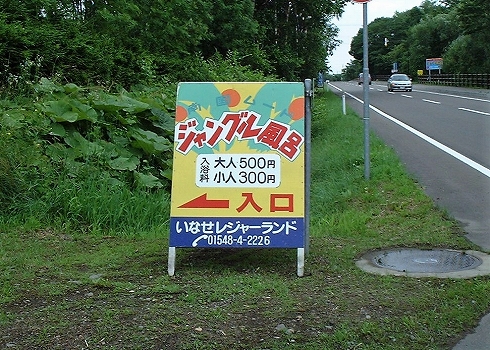 ジャングル風呂
入浴料
大人500円
小人300円
入口
いなせレジャーランド
01548-4-2226